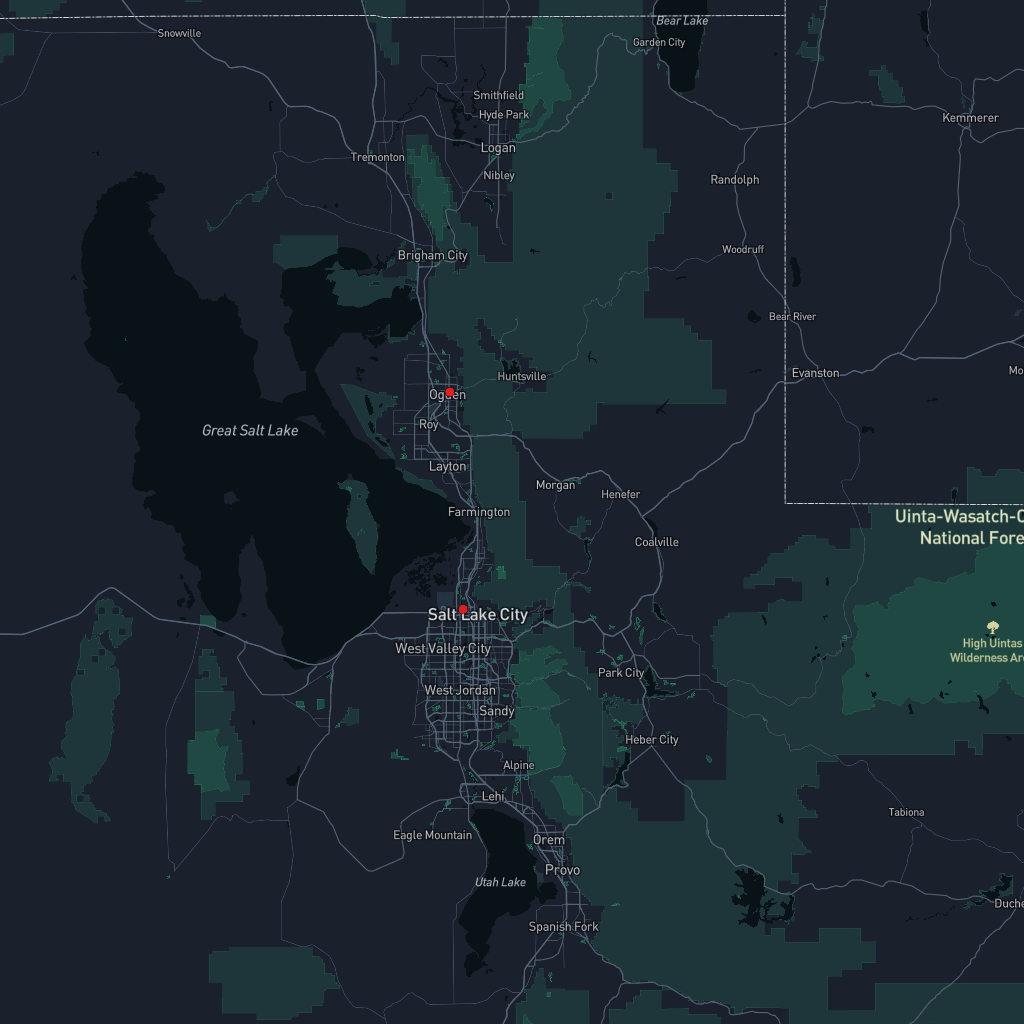 Bear Lake
Snowville
Garden City
Smithfield
Hyde Park
Kemmerer
Logan
Tremonton
Nibley
Randolph
Woodruff
Brigham City
Bear River
Evanston
Huntsville
Ogden
Roy
Great Salt Lake
Layton
Morgan
Henefer
Farmington
Uinta-Wasatch-C
National Fore
Coalville
Salt Lake City
High Uintas
Wilderness Are
West Valley City
Park City
West Jordan
Sandy
Heber City
Alpine
Lehi
Tabiona
Eagle Mountain
Orem
Provo
Utah Lake
Duche
Spanish Fork